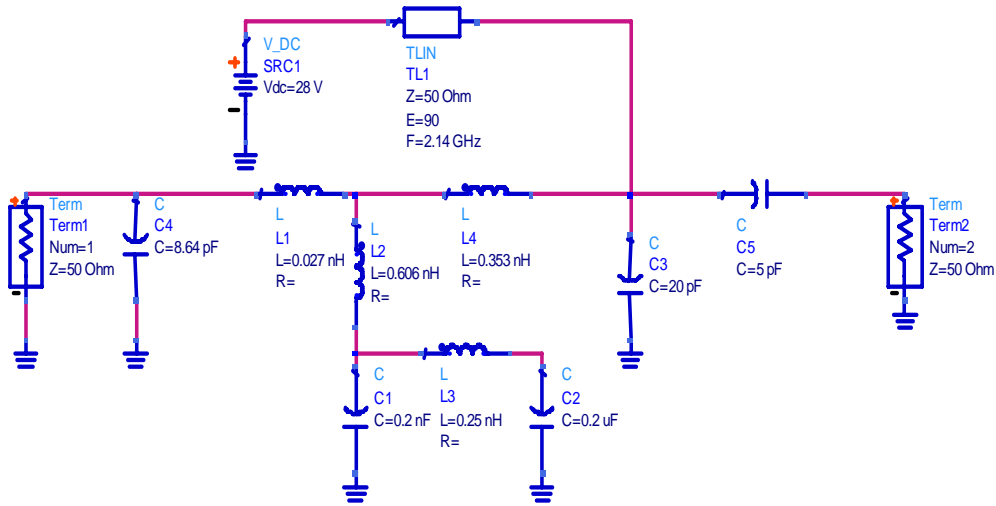 V_DC
SRC1
Vdc=28 V
TLIN
TL1
Z=50 Ohm
E=90
F=2.14 GHz
Term
Term1
Num=1
Z=50 Ohm
C
C4
C=8.64 pF
L
L1
L=0.027 nH
R=
L
L2
L=0.606 nH
R=
L
L4
L=0.353 nH
R=
C
C3
C=20 pF
C
C5
C=5 pF
Term
Term2
Num=2
Z=50 Ohm
C
C1
C=0.2 nF
L
L3
L=0.25 nH
R=
C
C2
C=0.2 uF